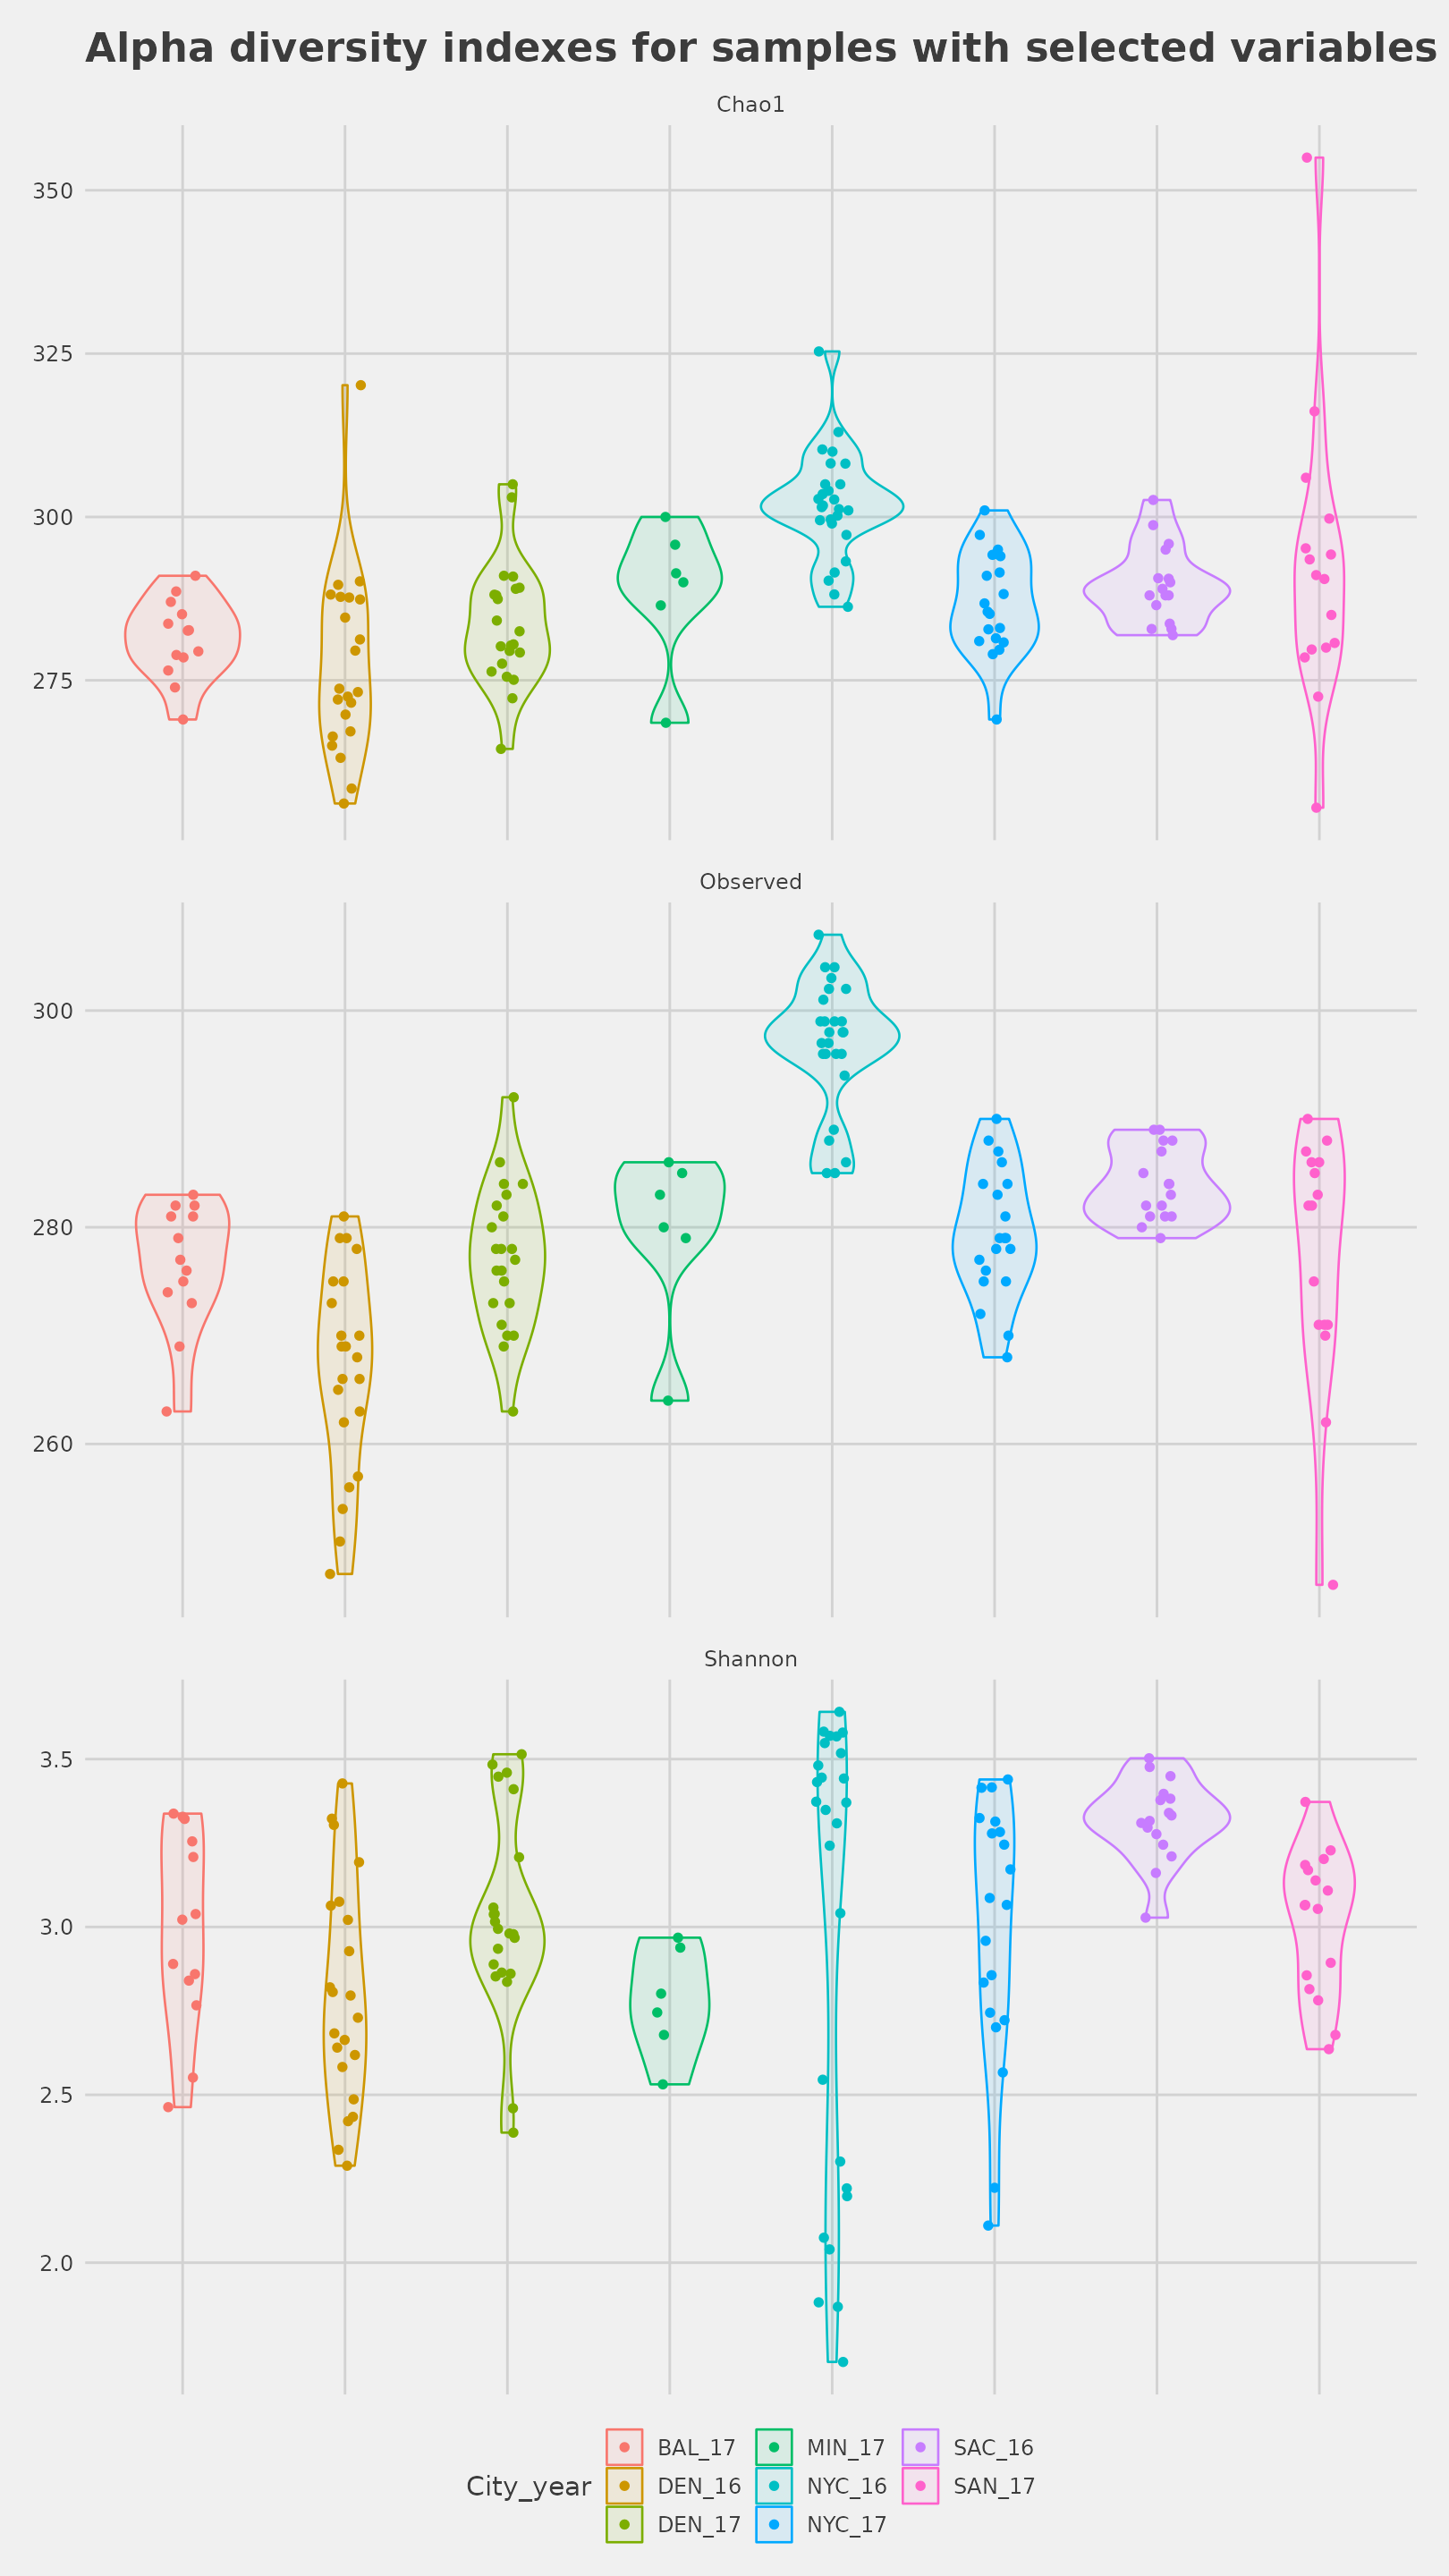 Alpha diversity indexes for samples with selected variables
Chao1
350
325
300
275
Observed
300
280
260
Shannon
3.5
3.0
2.5
2.0
City_year
BAL_17
DEN_16
DEN_17
MIN_17
NYC_16
NYC_17
SAC_16
SAN_17